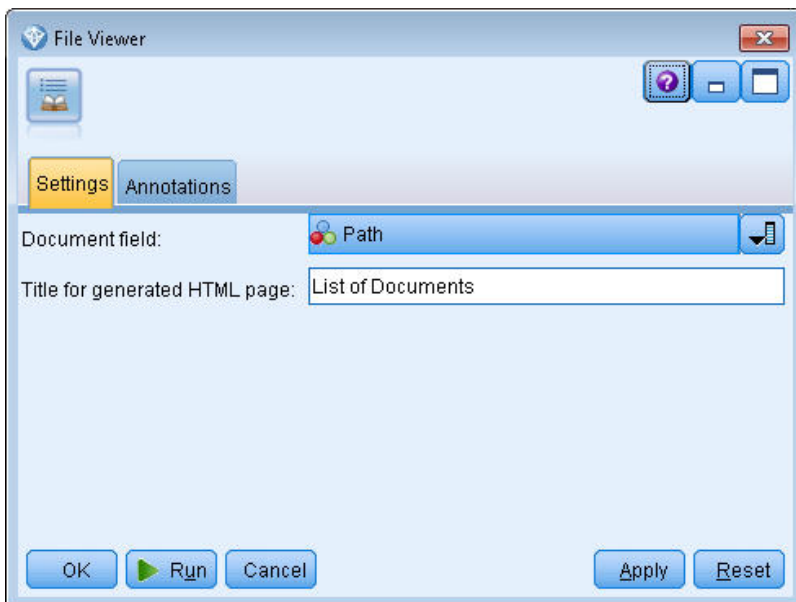 File Viewer
Settings
Annotations
Document field:
Path
Title for generated HTML page:
List of Documents
OK
Run
Cancel
Apply
Reset